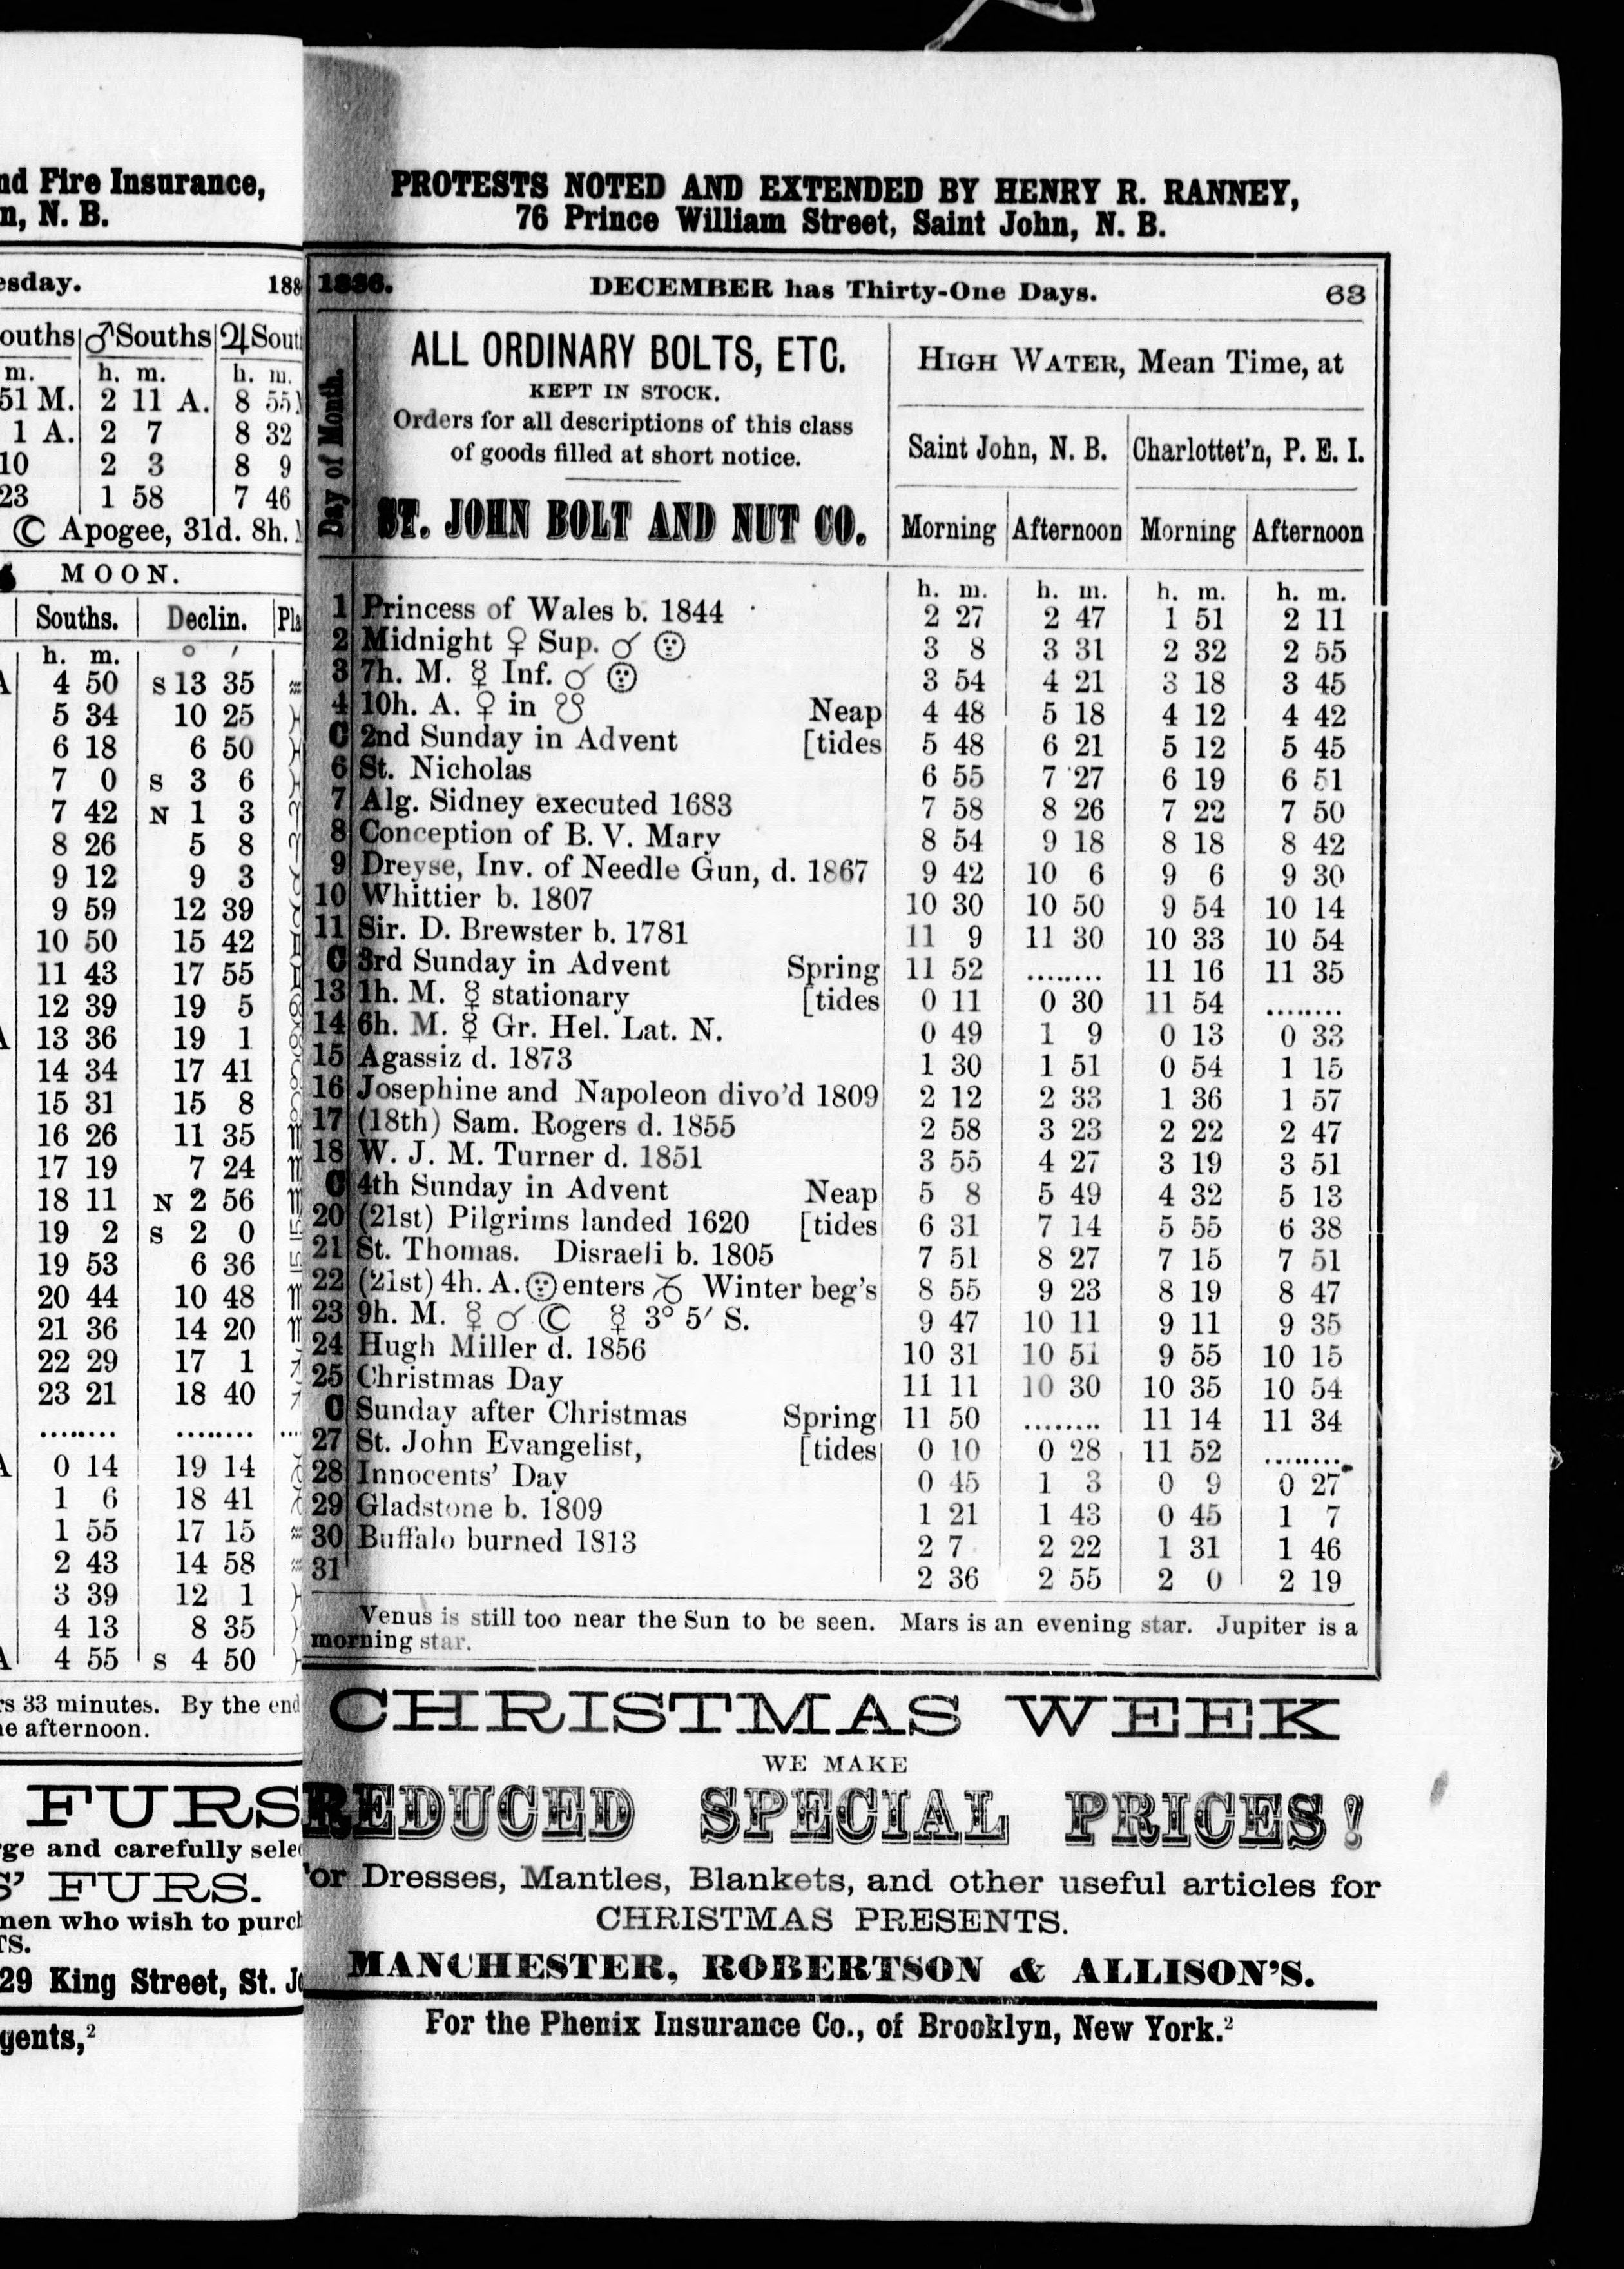 nd Fire Insurance,
n, N. B.
esday. 188
ouths ♂Souths ♃Sout
m. h. m. h. m.
51 M. 2 11 A. 8 55
1 A. 2 7 8 32
10 2 3 8 9
23 1 58 7 46
☾ Apogee, 31d. 8h.
MOON.
Souths. Declin. Pla
h. m. ° ′
4 50 S 13 35 ♒
5 34 10 25 ♓
6 18 6 50 ♓
7 0 S 3 6 ♓
7 42 N 1 3 ♈
8 26 5 8 ♈
9 12 9 3 ♉
9 59 12 39 ♉
10 50 15 42 ♊
11 43 17 55 ♊
12 39 19 5
13 36 19 1
14 34 17 41
15 31 15 8
16 26 11 35
17 19 7 24
18 11 N 2 56
19 2 S 2 0
19 53 6 36
20 44 10 48
21 36 14 20
22 29 17 1
23 21 18 40
........ ........ ....
0 14 19 14
1 6 18 41
1 55 17 15 ♒
2 43 14 58 ♒
3 39 12 1 ♓
4 13 8 35
4 55 S 4 50 ♓
rs 33 minutes. By the end
e afternoon.
FURS
rge and carefully selec
S' FURS.
men who wish to purch
TS.
29 King Street, St. Jo
gents,²
PROTESTS NOTED AND EXTENDED BY HENRY R. RANNEY,
76 Prince William Street, Saint John, N. B.
1886. DECEMBER has Thirty-One Days. 63
Day of Month.
ALL ORDINARY BOLTS, ETC.
KEPT IN STOCK.
Orders for all descriptions of this class
of goods filled at short notice.
ST. JOHN BOLT AND NUT CO.
HIGH WATER, Mean Time, at
Saint John, N. B. Charlottet'n, P. E. I.
Morning Afternoon Morning Afternoon
h. m. h. m. h. m. h. m.
1 Princess of Wales b. 1844 2 27 2 47 1 51 2 11
2 Midnight ♀ Sup. ☌ ☉ 3 8 3 31 2 32 2 55
3 7h. M. ☿ Inf. ☌ ☉ 3 54 4 21 3 18 3 45
4 10h. A. ♀ in ☋ Neap 4 48 5 18 4 12 4 42
C 2nd Sunday in Advent [tides 5 48 6 21 5 12 5 45
6 St. Nicholas 6 55 7 27 6 19 6 51
7 Alg. Sidney executed 1683 7 58 8 26 7 22 7 50
8 Conception of B. V. Mary 8 54 9 18 8 18 8 42
9 Dreyse, Inv. of Needle Gun, d. 1867 9 42 10 6 9 6 9 30
10 Whittier b. 1807 10 30 10 50 9 54 10 14
11 Sir. D. Brewster b. 1781 11 9 11 30 10 33 10 54
C 3rd Sunday in Advent Spring 11 52 ........ 11 16 11 35
13 1h. M. ☿ stationary [tides 0 11 0 30 11 54 ........
14 6h. M. ☿ Gr. Hel. Lat. N. 0 49 1 9 0 13 0 33
15 Agassiz d. 1873 1 30 1 51 0 54 1 15
16 Josephine and Napoleon divo'd 1809 2 12 2 33 1 36 1 57
17 (18th) Sam. Rogers d. 1855 2 58 3 23 2 22 2 47
18 W. J. M. Turner d. 1851 3 55 4 27 3 19 3 51
C 4th Sunday in Advent Neap 5 8 5 49 4 32 5 13
20 (21st) Pilgrims landed 1620 [tides 6 31 7 14 5 55 6 38
21 St. Thomas. Disraeli b. 1805 7 51 8 27 7 15 7 51
22 (21st) 4h. A. ☉ enters ♑ Winter beg's 8 55 9 23 8 19 8 47
23 9h. M. ☿ ☌ ☾ ☿ 3° 5′ S. 9 47 10 11 9 11 9 35
24 Hugh Miller d. 1856 10 31 10 51 9 55 10 15
25 Christmas Day 11 11 10 30 10 35 10 54
C Sunday after Christmas Spring 11 50 ........ 11 14 11 34
27 St. John Evangelist, [tides 0 10 0 28 11 52 ........
28 Innocents' Day 0 45 1 3 0 9 0 27
29 Gladstone b. 1809 1 21 1 43 0 45 1 7
30 Buffalo burned 1813 2 7 2 22 1 31 1 46
31 2 36 2 55 2 0 2 19
Venus is still too near the Sun to be seen. Mars is an evening star. Jupiter is a
morning star.
CHRISTMAS WEEK
WE MAKE
REDUCED SPECIAL PRICES!
or Dresses, Mantles, Blankets, and other useful articles for
CHRISTMAS PRESENTS.
MANCHESTER, ROBERTSON & ALLISON'S.
For the Phenix Insurance Co., of Brooklyn, New York.²